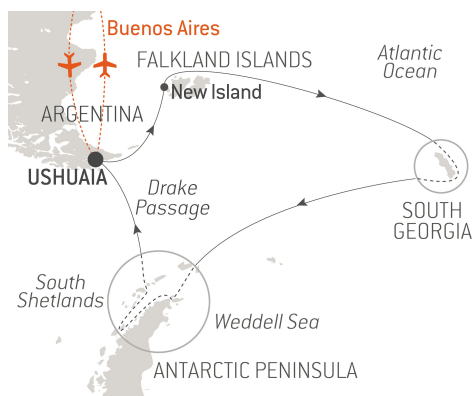 Buenos Aires
FALKLAND ISLANDS
Atlantic
Ocean
New Island
ARGENTINA
USHUAIA
Drake
Passage
SOUTH
GEORGIA
South
Shetlands
Weddell Sea
ANTARCTIC PENINSULA